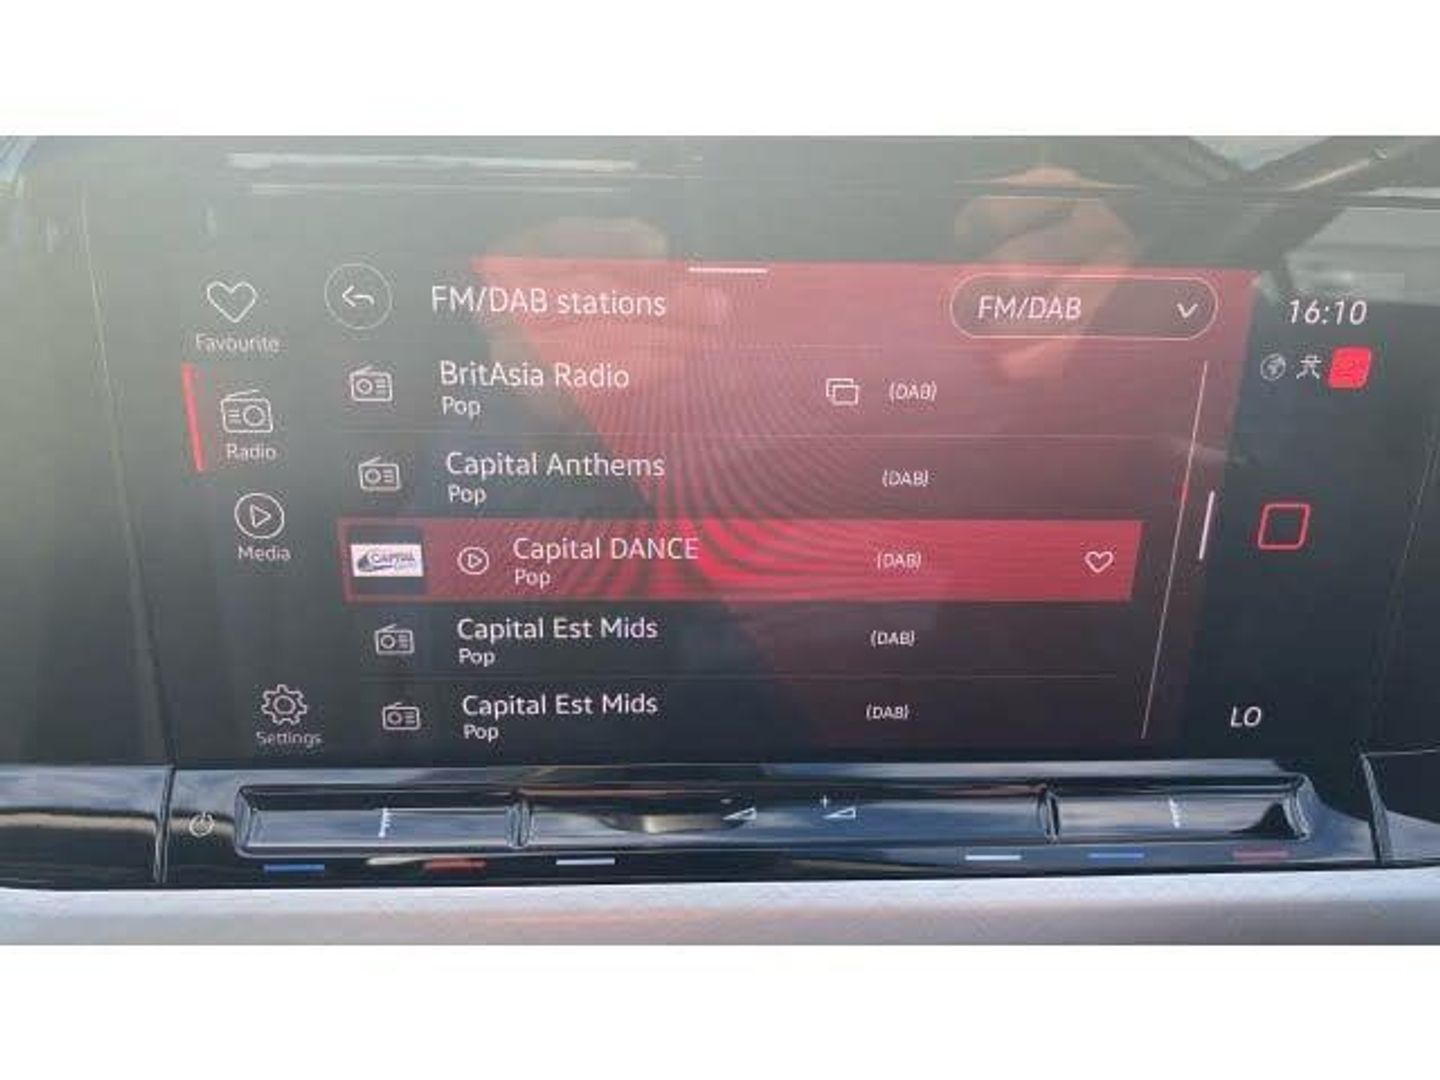 Favourite
FM/DAB stations
FM/DAB
16:10
BritAsia Radio
Pop
(DAB)
Radio
Capital Anthems
Pop
(DAB)
Media
CAPITAL
Capital DANCE
Pop
(DAB)
Capital Est Mids
Pop
(DAB)
Settings
Capital Est Mids
Pop
(DAB)
LO